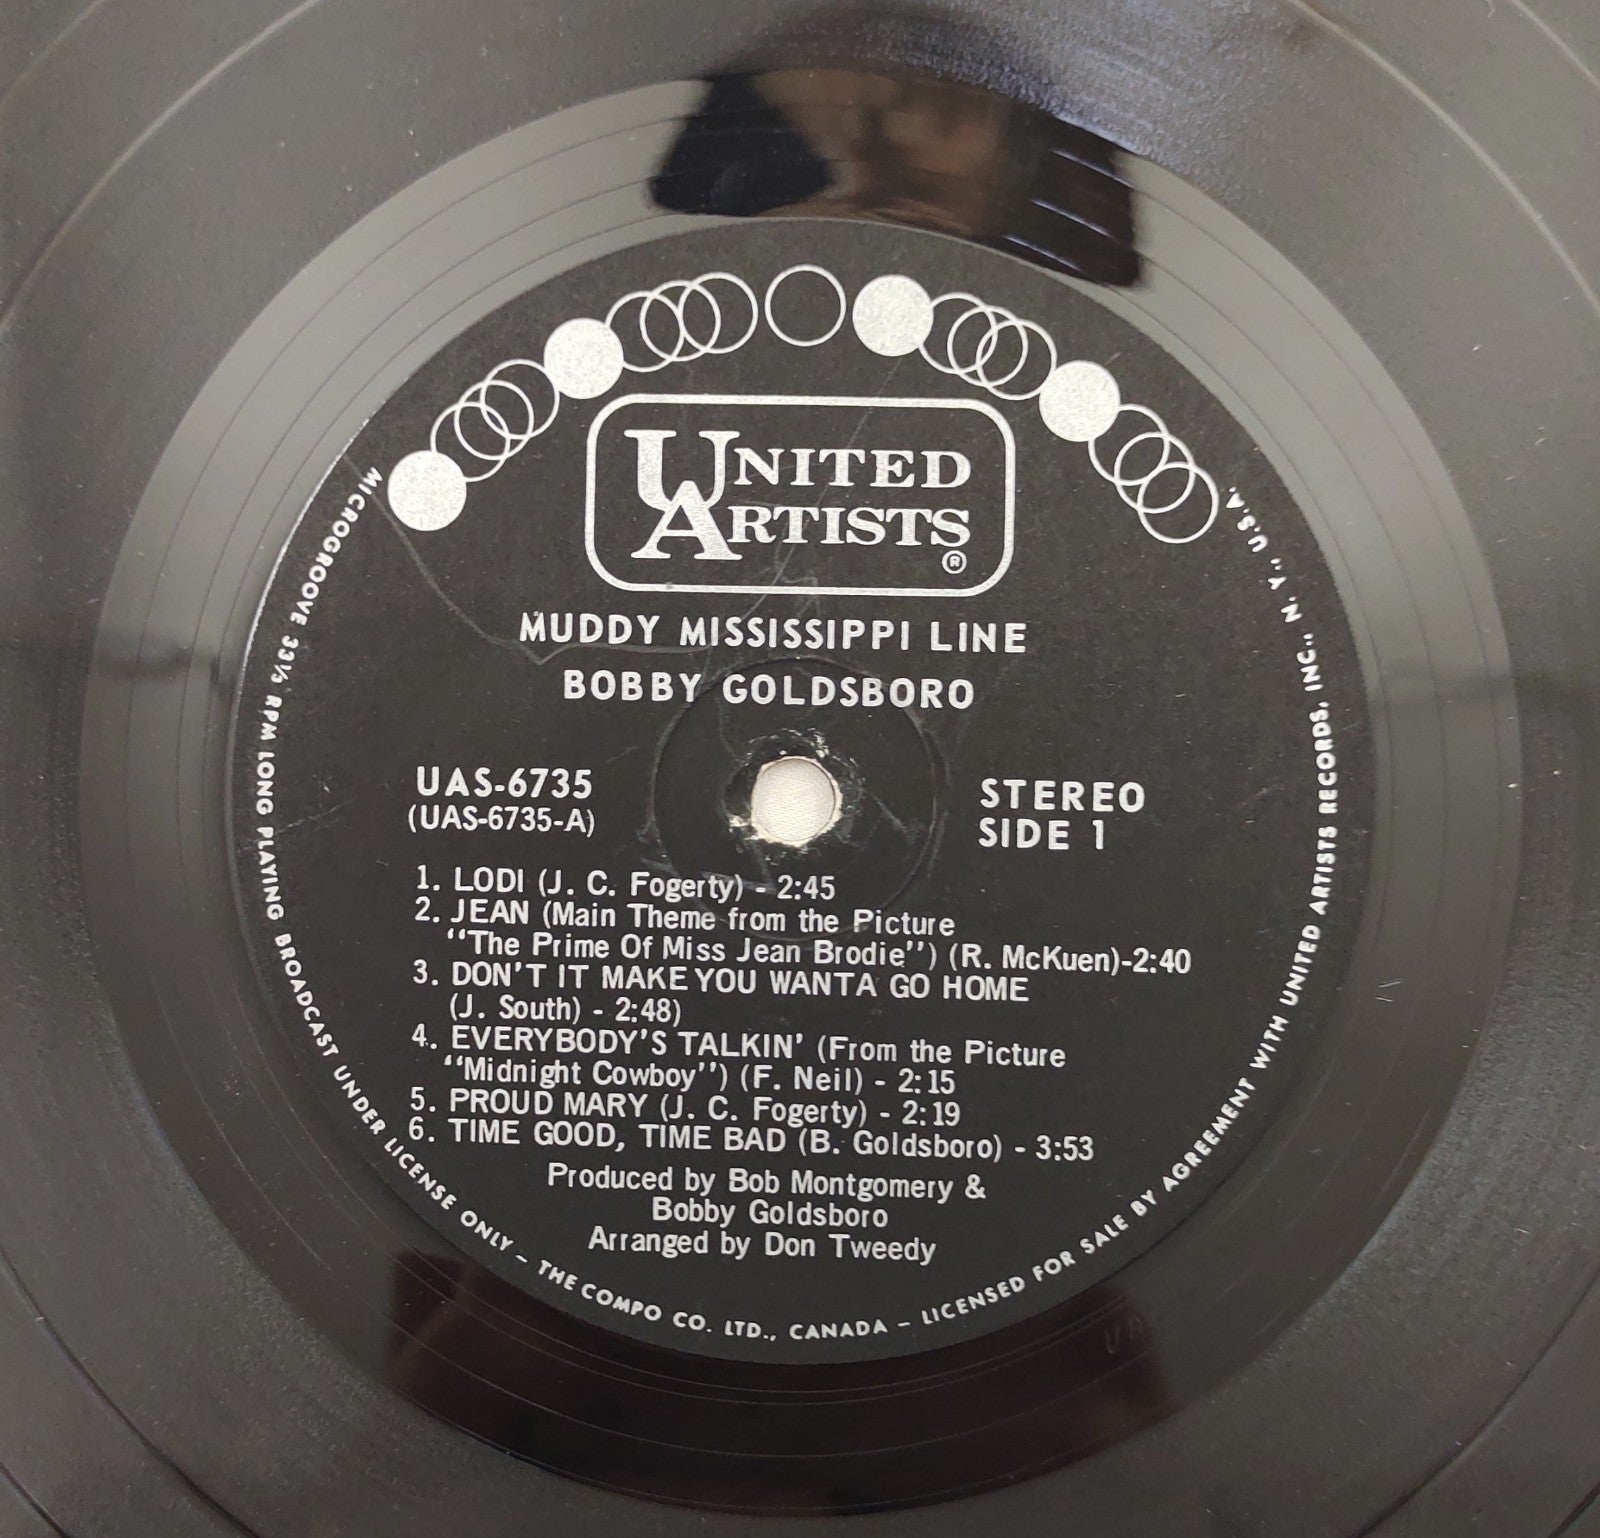 UNITED
ARTISTS
®
MUDDY MISSISSIPPI LINE
BOBBY GOLDSBORO
UAS-6735
(UAS-6735-A)
STEREO
SIDE 1
1. LODI (J. C. Fogerty) - 2:45
2. JEAN (Main Theme from the Picture
"The Prime Of Miss Jean Brodie") (R. McKuen)-2:40
3. DON'T IT MAKE YOU WANTA GO HOME
(J. South) - 2:48)
4. EVERYBODY'S TALKIN' (From the Picture
"Midnight Cowboy") (F. Neil) - 2:15
5. PROUD MARY (J. C. Fogerty) - 2:19
6. TIME GOOD, TIME BAD (B. Goldsboro) - 3:53
Produced by Bob Montgomery &
Bobby Goldsboro
Arranged by Don Tweedy
MICROGROOVE 33⅓ RPM LONG PLAYING BROADCAST UNDER LICENSE ONLY – THE COMPO CO. LTD., CANADA – LICENSED FOR SALE BY AGREEMENT WITH UNITED ARTISTS RECORDS, INC., N. Y., U.S.A.